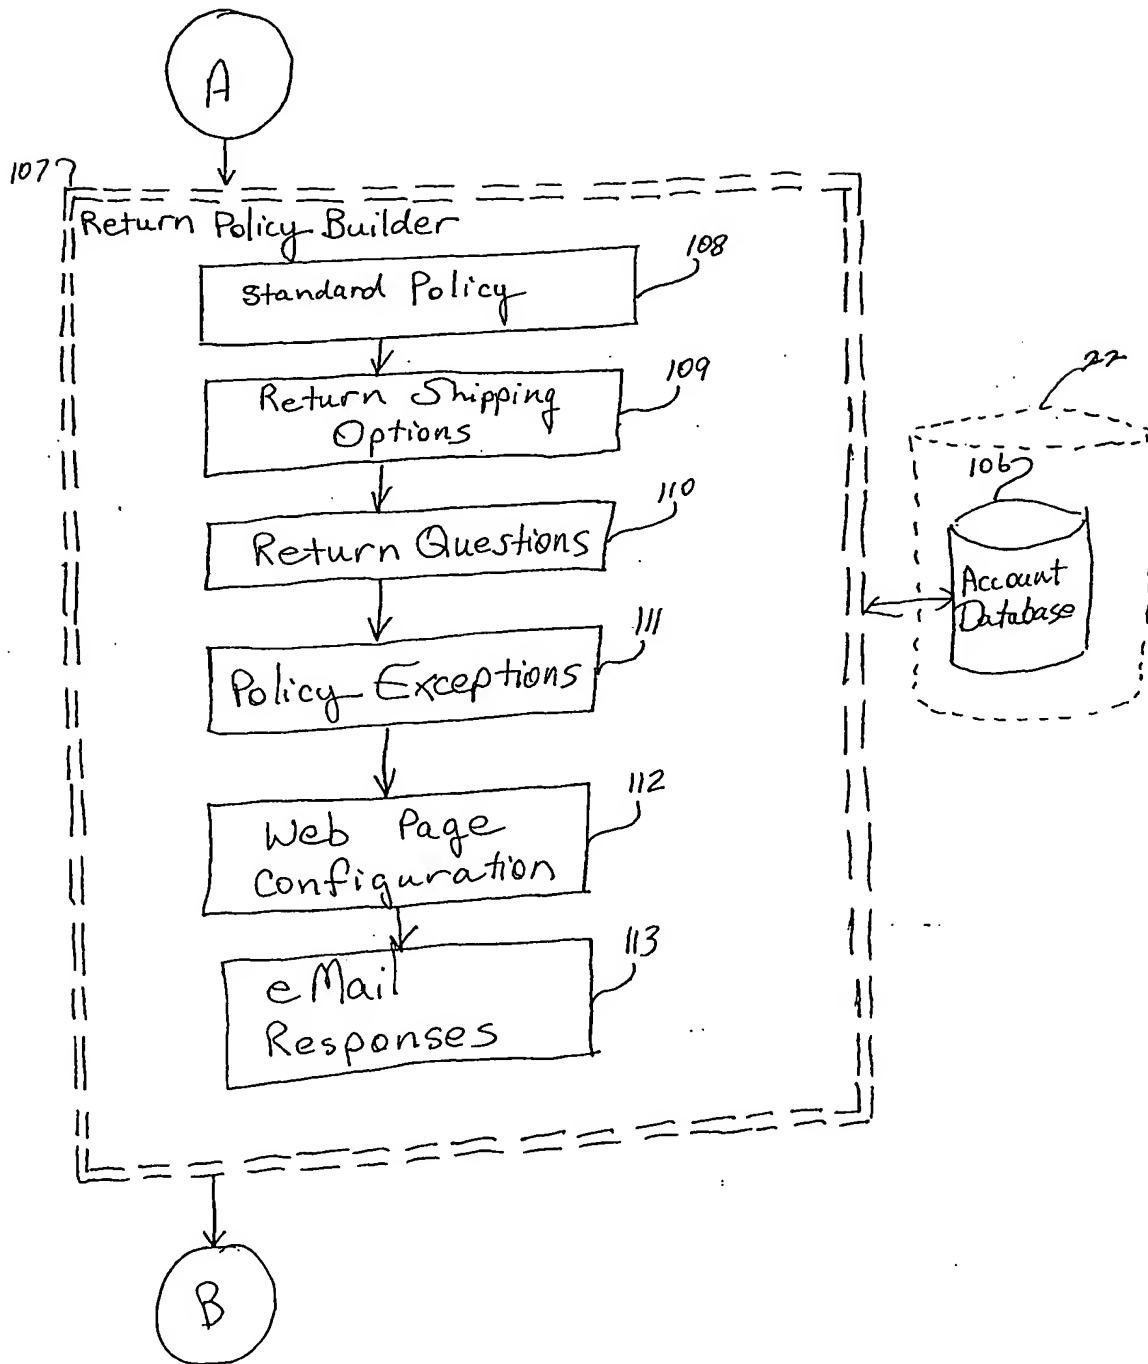 A
107
Return Policy Builder
108
Standard Policy
109
Return Shipping
Options
22
106
110
Return Questions
Account
Database
111
Policy Exceptions
112
Web Page
Configuration
113
eMail
Responses
B